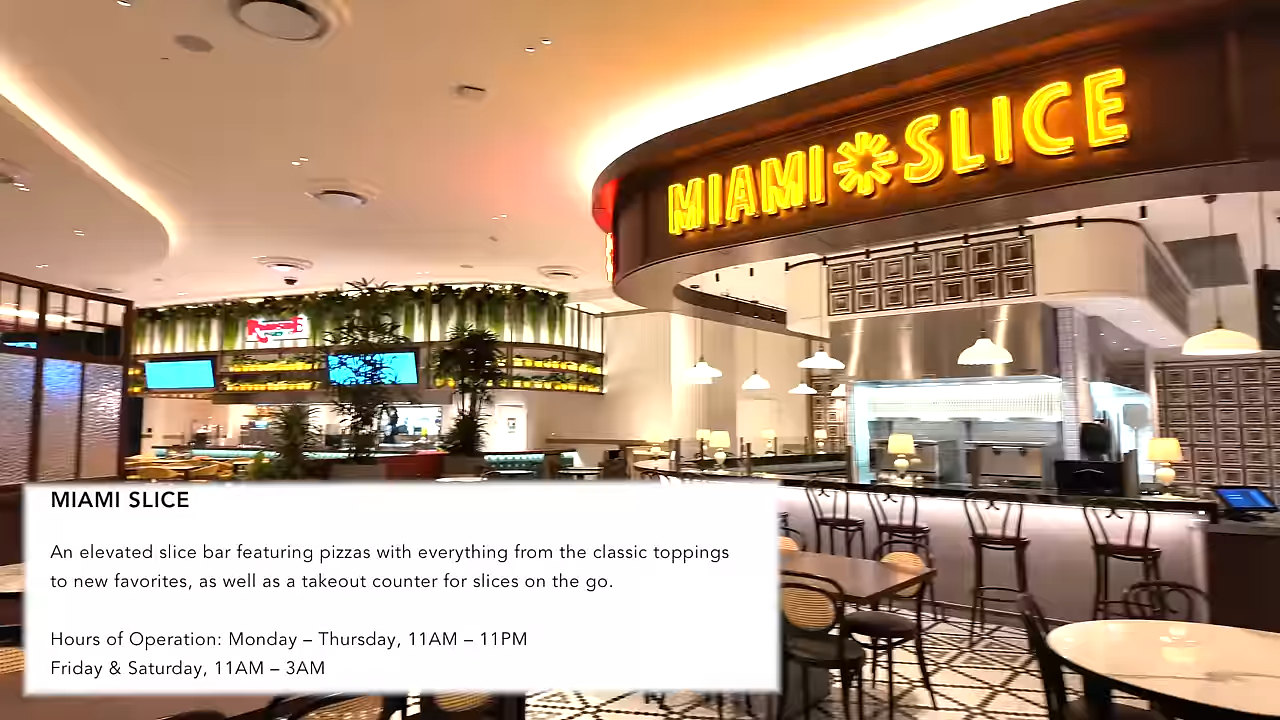 MIAMI SLICE
MIAMI SLICE
An elevated slice bar featuring pizzas with everything from the classic toppings
to new favorites, as well as a takeout counter for slices on the go.
Hours of Operation: Monday – Thursday, 11AM – 11PM
Friday & Saturday, 11AM – 3AM